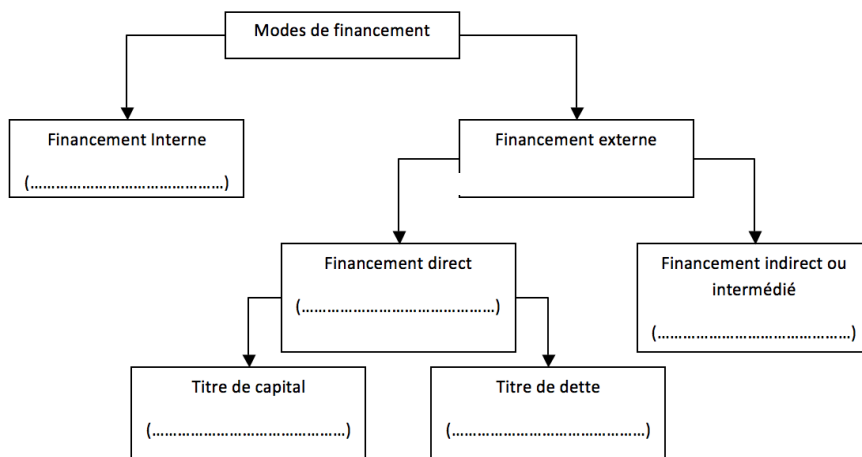 Modes de financement
Financement Interne
(………………………………………)
Financement externe
Financement direct
(………………………………………)
Financement indirect ou
intermédié
(………………………………………)
Titre de capital
(………………………………………)
Titre de dette
(………………………………………)